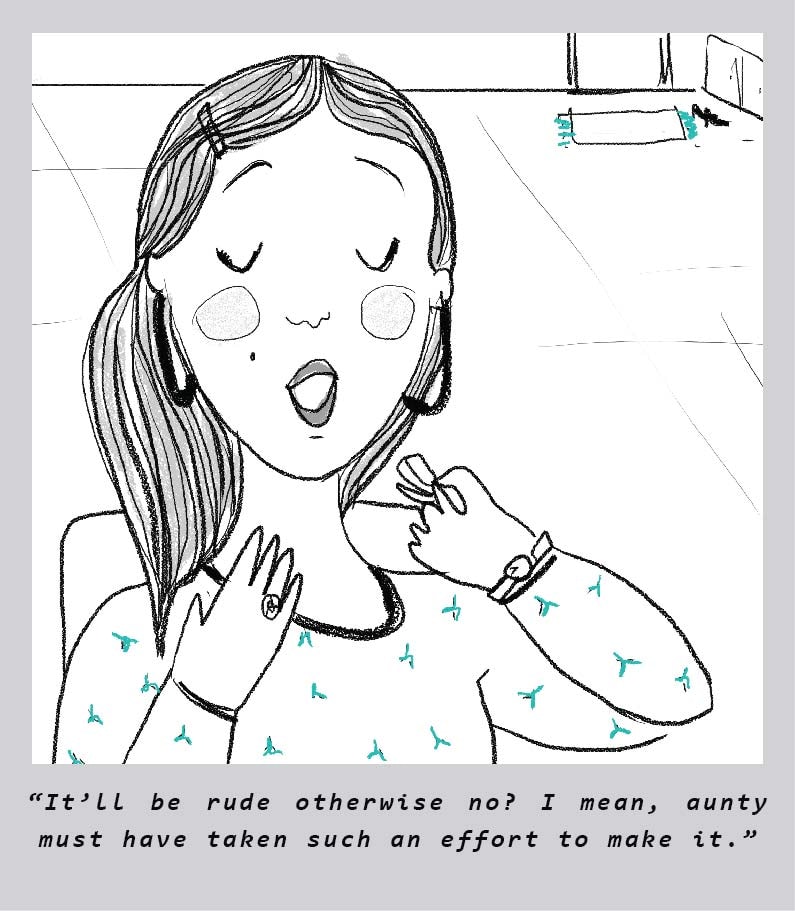 “It’ll be rude otherwise no? I mean, aunty
must have taken such an effort to make it.”